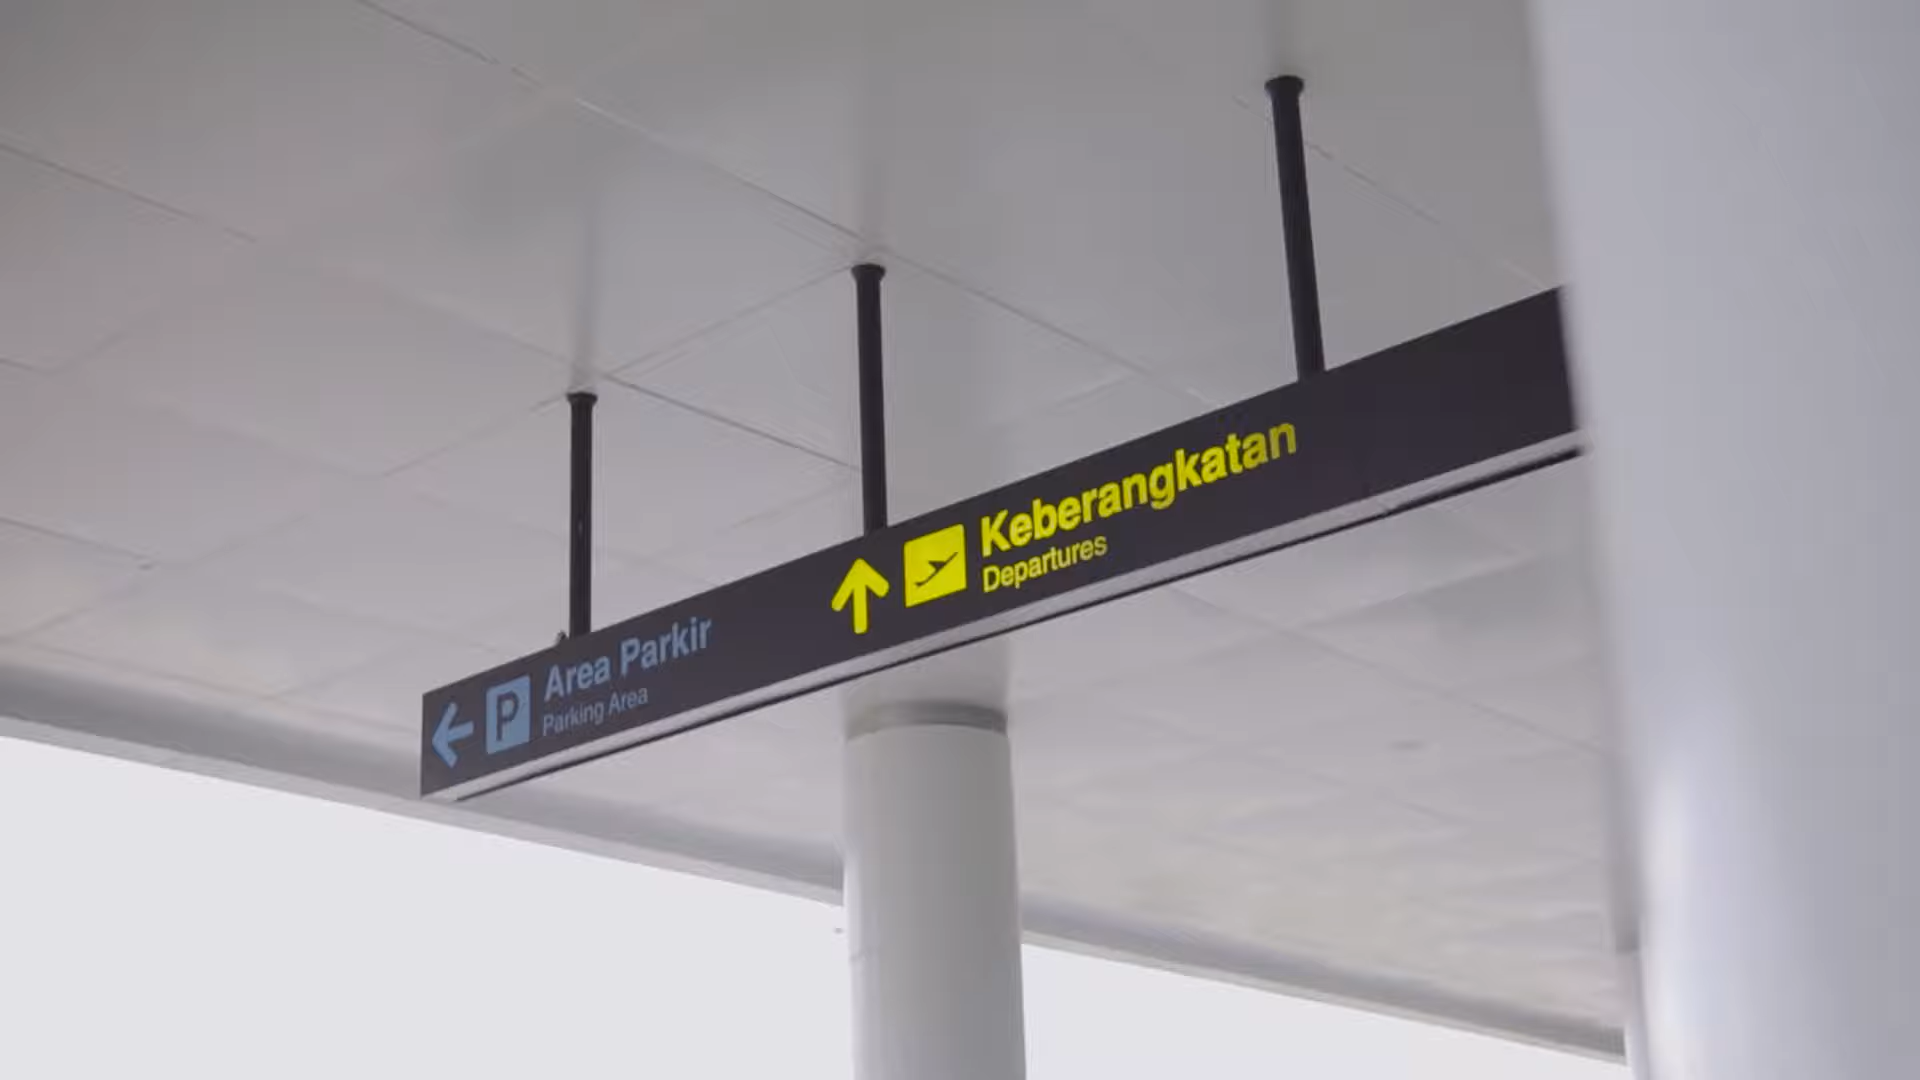 P
Area Parkir
Parking Area
Keberangkatan
Departures